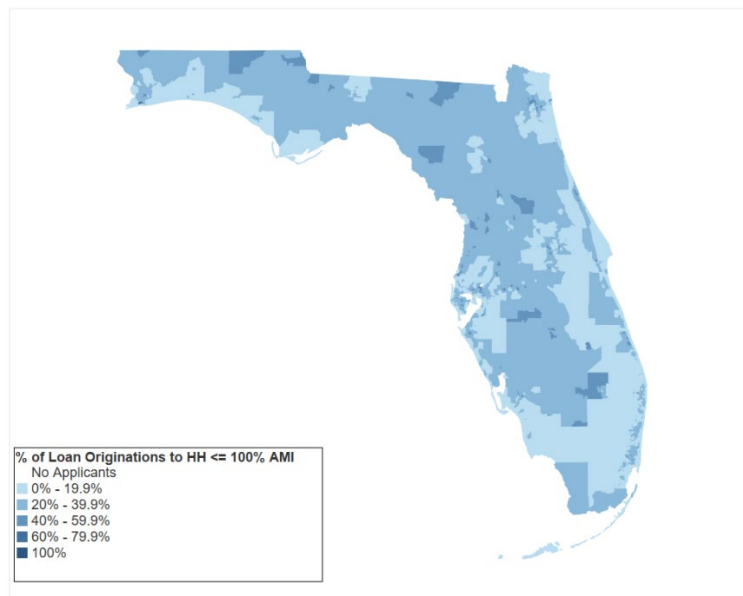 % of Loan Originations to HH <= 100% AMI
No Applicants
0% - 19.9%
20% - 39.9%
40% - 59.9%
60% - 79.9%
100%